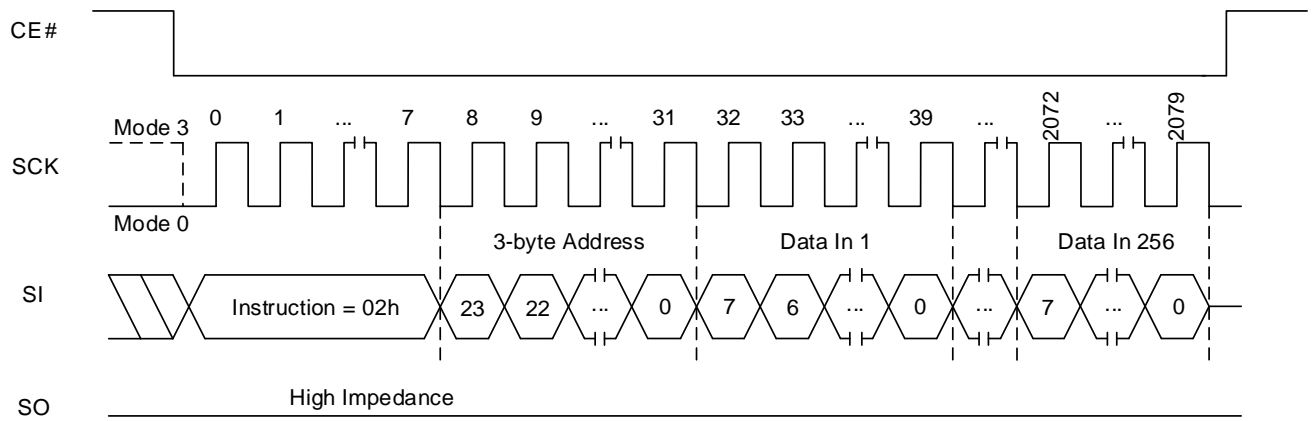 CE#
SCK
Mode 3
Mode 0
0 1 ... 7 8 9 ... 31 32 33 ... 39 ... 2072 ... 2079
3-byte Address Data In 1 Data In 256
SI
Instruction = 02h 23 22 ... 0 7 6 ... 0 ... 7 ... 0
SO
High Impedance